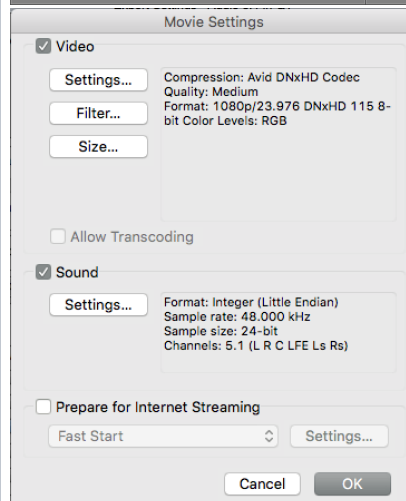 Movie Settings
Video
Settings...
Compression: Avid DNxHD Codec
Quality: Medium
Format: 1080p/23.976 DNxHD 115 8-
bit Color Levels: RGB
Filter...
Size...
Allow Transcoding
Sound
Settings...
Format: Integer (Little Endian)
Sample rate: 48.000 kHz
Sample size: 24-bit
Channels: 5.1 (L R C LFE Ls Rs)
Prepare for Internet Streaming
Fast Start
Settings...
Cancel
OK